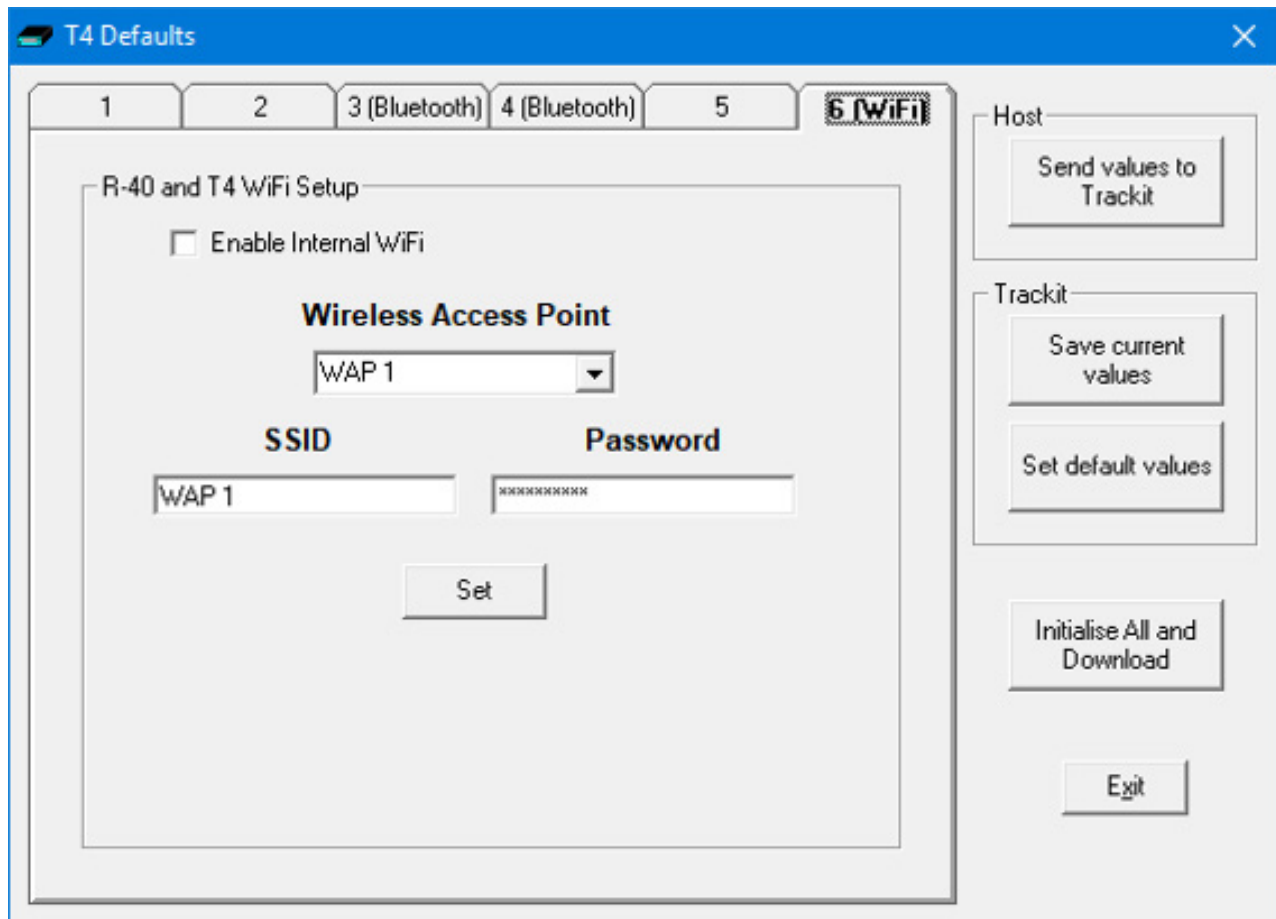 T4 Defaults
1 2 3 (Bluetooth) 4 (Bluetooth) 5 6 (WiFi)
R-40 and T4 WiFi Setup
Enable Internal WiFi
Wireless Access Point
WAP 1
SSID Password
WAP 1 **********
Set
Host
Send values to
Trackit
Trackit
Save current
values
Set default values
Initialise All and
Download
Exit